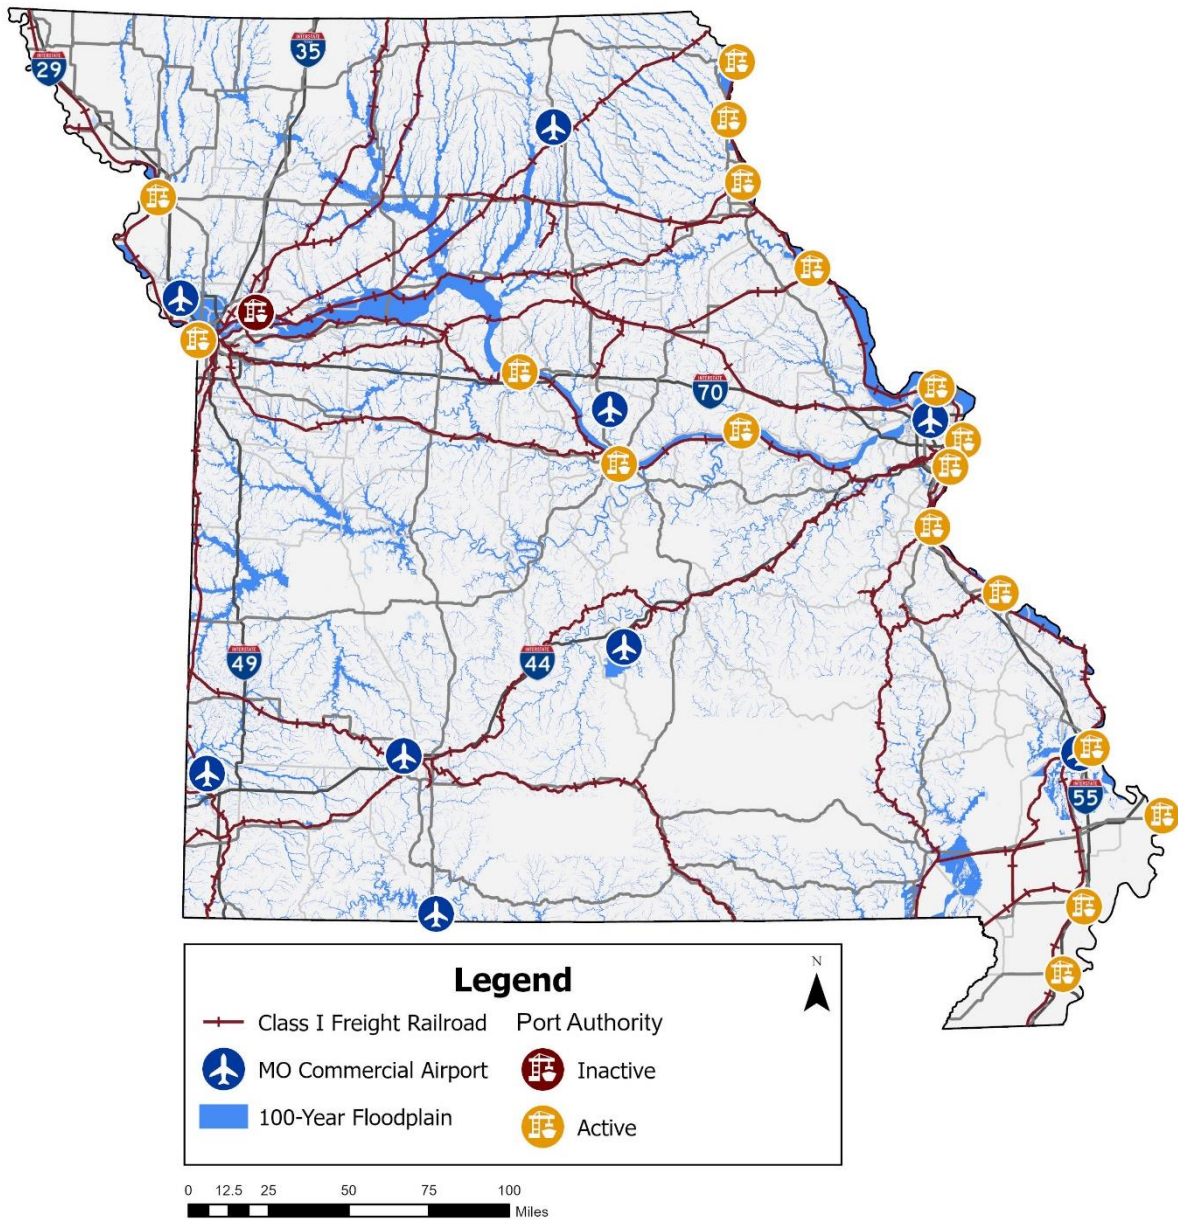 INTERSTATE
29
INTERSTATE
35
INTERSTATE
70
INTERSTATE
49
INTERSTATE
44
INTERSTATE
55
Legend
N
Class I Freight Railroad
Port Authority
MO Commercial Airport
Inactive
100-Year Floodplain
Active
0 12.5 25 50 75 100
Miles